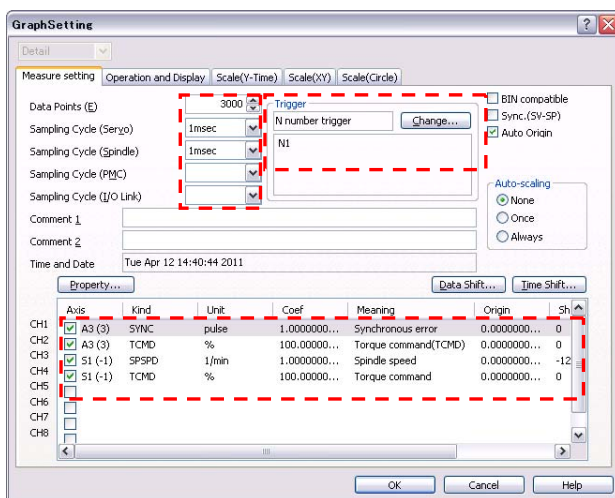 GraphSetting
Detail
Measure setting Operation and Display Scale(Y-Time) Scale(XY) Scale(Circle)
Data Points (E) 3000
Sampling Cycle (Servo) 1msec
Sampling Cycle (Spindle) 1msec
Sampling Cycle (PMC)
Sampling Cycle (I/O Link)
Trigger
N number trigger Change...
N1
BIN compatible
Sync.(SV-SP)
Auto Origin
Auto-scaling
None
Once
Always
Comment 1
Comment 2
Time and Date Tue Apr 12 14:40:44 2011
Property... Data Shift... Time Shift...
Axis Kind Unit Coef Meaning Origin Sh
CH1 A3 (3) SYNC pulse 1.0000000... Synchronous error 0.0000000... 0
CH2 A3 (3) TCMD % 100.00000... Torque command(TCMD) 0.0000000... 0
CH3 S1 (-1) SPSPD 1/min 1.0000000... Spindle speed 0.0000000... -12
CH4 S1 (-1) TCMD % 100.00000... Torque command 0.0000000... 0
CH5
CH6
CH7
CH8
OK Cancel Help